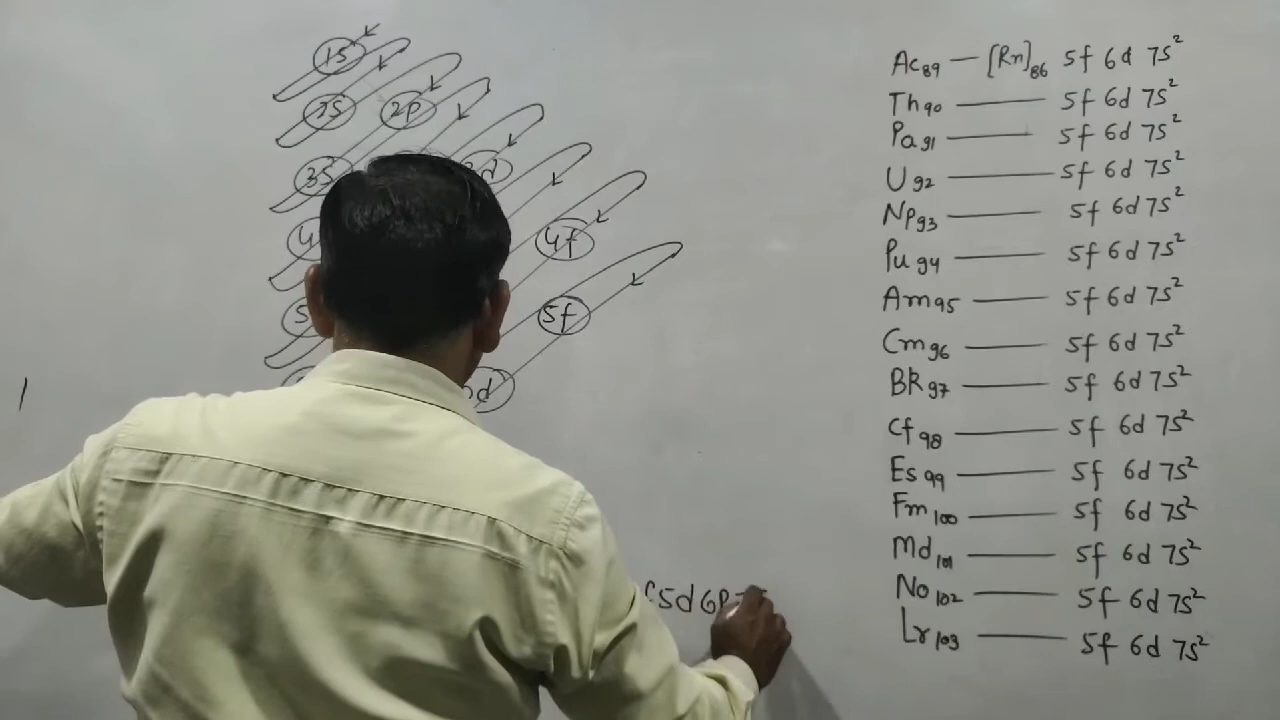 1s
2s 2p
3s d
4 4f
5 5f
d
f 5d 6p 7s
Ac89 — [Rn]86 5f 6d 7s²
Th90 — 5f 6d 7s²
Pa91 — 5f 6d 7s²
U92 — 5f 6d 7s²
Np93 — 5f 6d 7s²
Pu94 — 5f 6d 7s²
Am95 — 5f 6d 7s²
Cm96 — 5f 6d 7s²
BK97 — 5f 6d 7s²
Cf98 — 5f 6d 7s²
Es99 — 5f 6d 7s²
Fm100 — 5f 6d 7s²
Md101 — 5f 6d 7s²
No102 — 5f 6d 7s²
Lr103 — 5f 6d 7s²